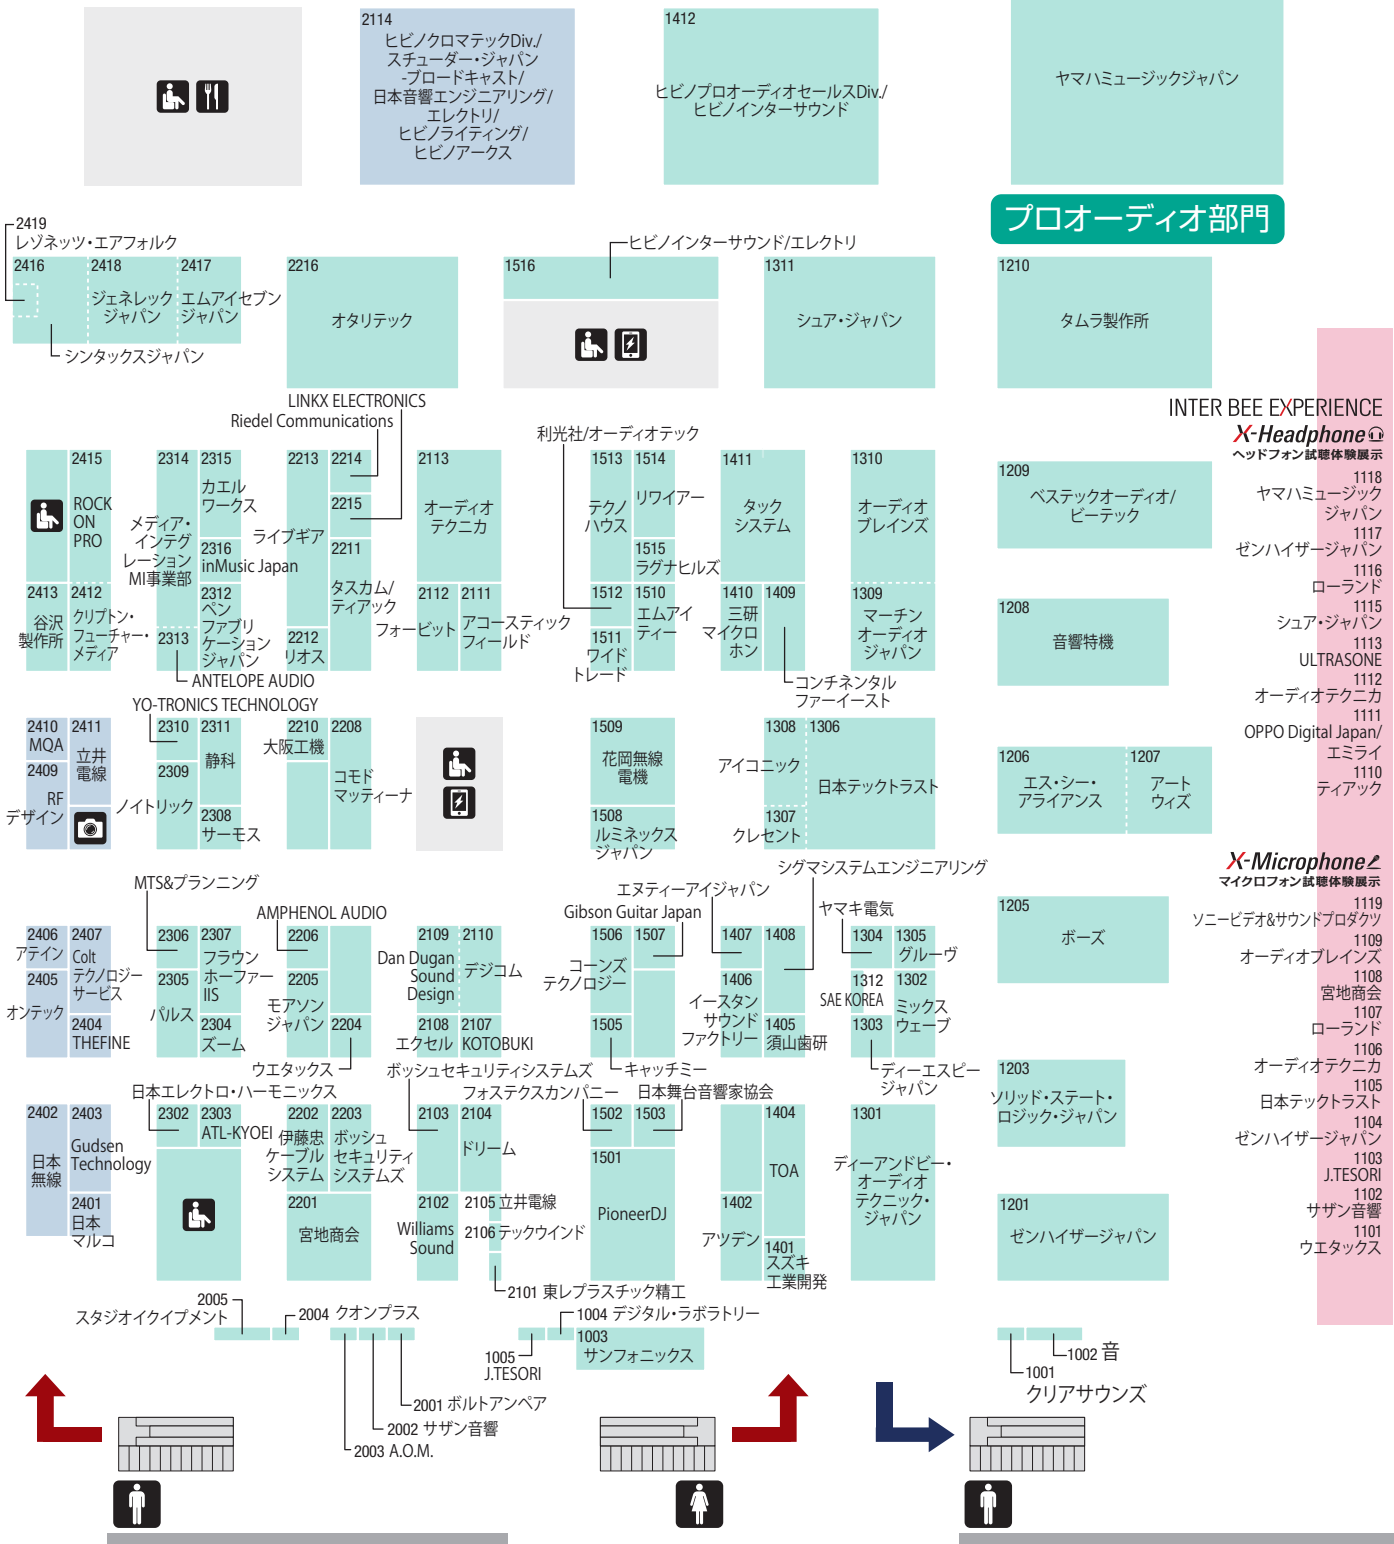 2114
ヒビノクロマテックDiv./
スチューダー・ジャパン
-ブロードキャスト/
日本音響エンジニアリング/
エレクトリ/
ヒビノライティング/
ヒビノアークス
1412
ヒビノプロオーディオセールスDiv./
ヒビノインターサウンド
ヤマハミュージックジャパン
プロオーディオ部門
2419
レゾネッツ・エアフォルク
2416
シンタックスジャパン
2418
ジェネレック
ジャパン
2417
エムアイセブン
ジャパン
2216
オタリテック
ヒビノインターサウンド/エレクトリ
1516
1311
シュア・ジャパン
1210
タムラ製作所
LINKX ELECTRONICS
Riedel Communications
利光社/オーディオテック
2415
ROCK
ON
PRO
2413
谷沢
製作所
2412
クリプトン・
フューチャー・
メディア
2314
メディア・
インテグ
レーション
MI事業部
2315
カエル
ワークス
2316
inMusic Japan
2312
ペン
ファブリ
ケーション
ジャパン
2313
ANTELOPE AUDIO
2213
ライブギア
2214
2215
2211
タスカム/
ティアック
2212
リオス
2113
オーディオ
テクニカ
2112
フォービット
2111
アコースティック
フィールド
1513
テクノ
ハウス
1514
リワイアー
1515
ラグナヒルズ
1512
1510
エムアイ
ティー
1511
ワイド
トレード
1411
タック
システム
1410
三研
マイクロ
ホン
1409
コンチネンタル
ファーイースト
1310
オーディオ
ブレインズ
1309
マーチン
オーディオ
ジャパン
1209
ベステックオーディオ/
ビーテック
1208
音響特機
YO-TRONICS TECHNOLOGY
2410
MQA
2411
立井
電線
2409
RF
デザイン
2310
2311
静科
2309
ノイトリック
2308
サーモス
2210
大阪工機
2208
コモド
マッティーナ
1509
花岡無線
電機
1508
ルミネックス
ジャパン
1308
アイコニック
1306
日本テックトラスト
1307
クレセント
1206
エス・シー・
アライアンス
1207
アート
ウィズ
MTS&プランニング
AMPHENOL AUDIO
エヌティーアイジャパン
Gibson Guitar Japan
シグマシステムエンジニアリング
ヤマキ電気
2406
アテイン
2407
Colt
テクノロジー
サービス
2405
オンテック
2404
THEFINE
2306
2307
フラウン
ホーファー
IIS
2305
パルス
2304
ズーム
2206
2205
モアソン
ジャパン
2204
ウエタックス
2109
Dan Dugan
Sound
Design
2110
デジコム
2108
エクセル
2107
KOTOBUKI
1506
コーンズ
テクノロジー
1507
1505
キャッチミー
1407
1408
1406
イースタン
サウンド
ファクトリー
1405
須山歯研
1304
1305
グルーヴ
1312
SAE KOREA
1302
ミックス
ウェーブ
1303
ディーエスピー
ジャパン
1205
ボーズ
日本エレクトロ・ハーモニックス
ボッシュセキュリティシステムズ
フォステクスカンパニー
日本舞台音響家協会
2402
日本
無線
2403
Gudsen
Technology
2401
日本
マルコ
2302
2303
ATL-KYOEI
2202
伊藤忠
ケーブル
システム
2203
ボッシュ
セキュリティ
システムズ
2201
宮地商会
2103
2104
ドリーム
2102
Williams
Sound
2105 立井電線
2106 テックウインド
2101 東レプラスチック精工
1502
1503
1501
PioneerDJ
1404
TOA
1402
アツデン
1401
スズキ
工業開発
1301
ディーアンドビー・
オーディオ
テクニック・
ジャパン
1203
ソリッド・ステート・
ロジック・ジャパン
1201
ゼンハイザージャパン
2005
スタジオイクイプメント
2004 クオンプラス
2001 ボルトアンペア
2002 サザン音響
2003 A.O.M.
1005
J.TESORI
1004 デジタル・ラボラトリー
1003
サンフォニックス
1002 音
1001
クリアサウンズ
INTER BEE EXPERIENCE
X-Headphone
ヘッドフォン試聴体験展示
1118
ヤマハミュージック
ジャパン
1117
ゼンハイザージャパン
1116
ローランド
1115
シュア・ジャパン
1113
ULTRASONE
1112
オーディオテクニカ
1111
OPPO Digital Japan/
エミライ
1110
ティアック
X-Microphone
マイクロフォン試聴体験展示
1119
ソニービデオ&サウンドプロダクツ
1109
オーディオブレインズ
1108
宮地商会
1107
ローランド
1106
オーディオテクニカ
1105
日本テックトラスト
1104
ゼンハイザージャパン
1103
J.TESORI
1102
サザン音響
1101
ウエタックス